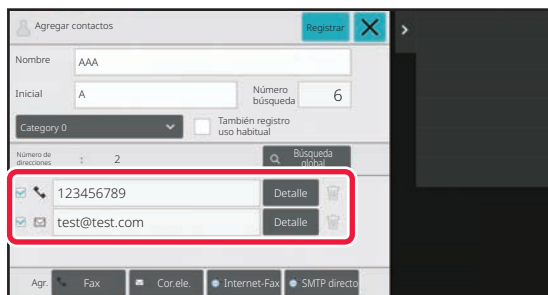 Agregar contactos Registrar
Nombre AAA
Inicial A Número búsqueda 6
Category 0 También registro uso habitual
Número de direcciones : 2 Búsqueda global
123456789 Detalle
test@test.com Detalle
Agr. Fax Cor.ele. Internet-Fax SMTP directo